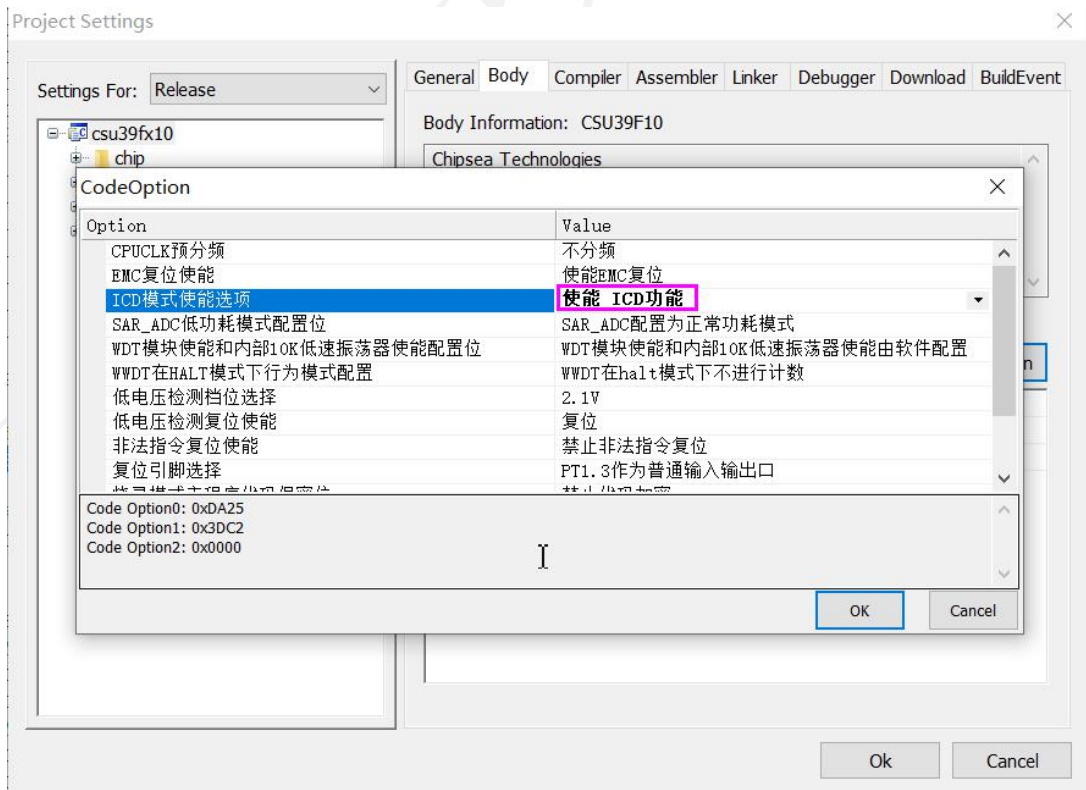 Project Settings
Settings For: Release
General Body Compiler Assembler Linker Debugger Download BuildEvent
csu39fx10
chip
Body Information: CSU39F10
Chipsea Technologies
CodeOption
Option Value
CPUCLK预分频 不分频
EMC复位使能 使能EMC复位
ICD模式使能选项 使能 ICD功能
SAR_ADC低功耗模式配置位 SAR_ADC配置为正常功耗模式
WDT模块使能和内部10K低速振荡器使能配置位 WDT模块使能和内部10K低速振荡器使能由软件配置
WWDT在HALT模式下行为模式配置 WWDT在halt模式下不进行计数
低电压检测档位选择 2.1V
低电压检测复位使能 复位
非法指令复位使能 禁止非法指令复位
复位引脚选择 PT1.3作为普通输入输出口
Code Option0: 0xDA25
Code Option1: 0x3DC2
Code Option2: 0x0000
OK Cancel
n
Ok Cancel